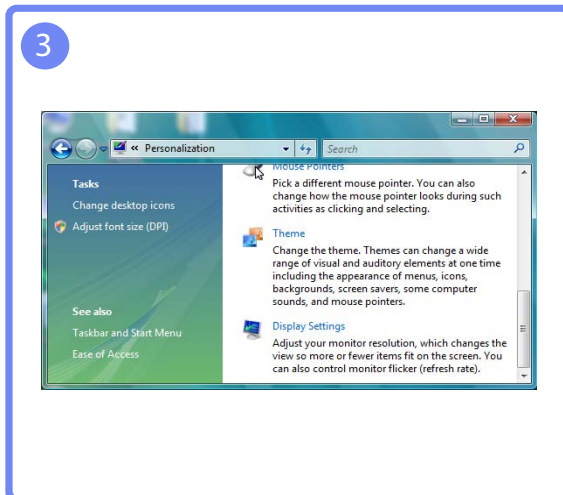 3
« Personalization
Search
Tasks
Change desktop icons
Adjust font size (DPI)
See also
Taskbar and Start Menu
Ease of Access
Mouse Pointers
Pick a different mouse pointer. You can also
change how the mouse pointer looks during such
activities as clicking and selecting.
Theme
Change the theme. Themes can change a wide
range of visual and auditory elements at one time
including the appearance of menus, icons,
backgrounds, screen savers, some computer
sounds, and mouse pointers.
Display Settings
Adjust your monitor resolution, which changes the
view so more or fewer items fit on the screen. You
can also control monitor flicker (refresh rate).